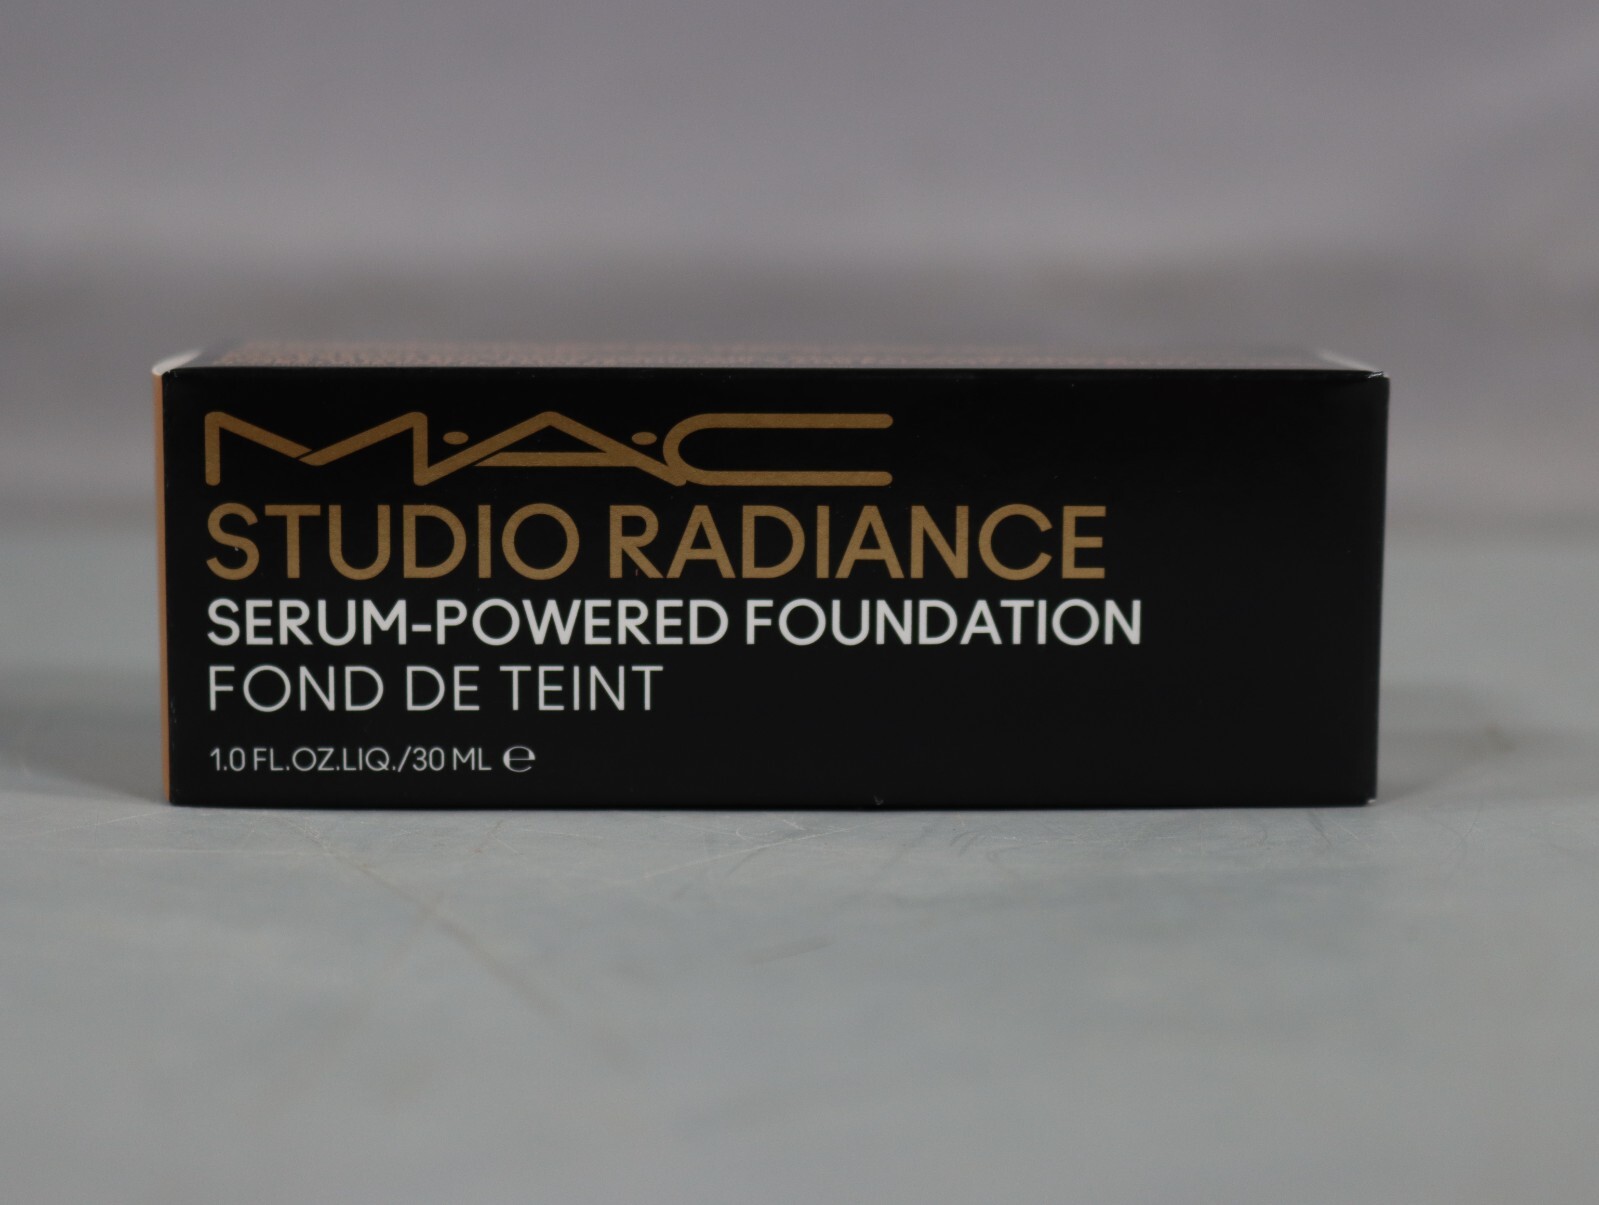 M·A·C
STUDIO RADIANCE
SERUM-POWERED FOUNDATION
FOND DE TEINT
1.0 FL.OZ.LIQ./30 ML ℮